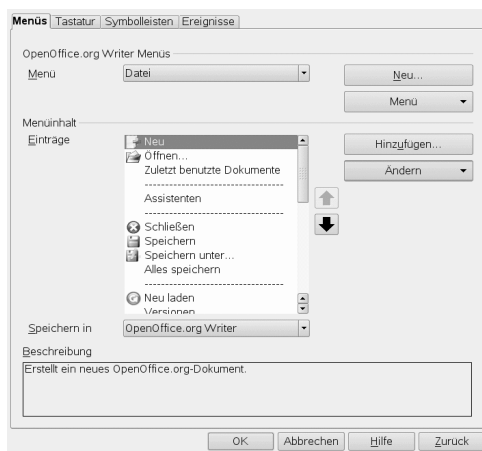 Menüs Tastatur Symbolleisten Ereignisse
OpenOffice.org Writer Menüs
Menü Datei Neu...
Menü
Menüinhalt
Einträge Neu Hinzufügen...
Öffnen...
Zuletzt benutzte Dokumente Ändern
--------------------------------
Assistenten
--------------------------------
Schließen
Speichern
Speichern unter...
Alles speichern
--------------------------------
Neu laden
Versionen
Speichern in OpenOffice.org Writer
Beschreibung
Erstellt ein neues OpenOffice.org-Dokument.
OK Abbrechen Hilfe Zurück